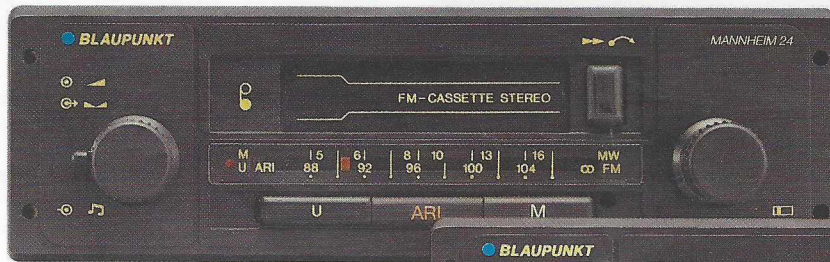 BLAUPUNKT
MANNHEIM 24
FM-CASSETTE STEREO
M 5 6 8 10 13 16 MW
U ARI 88 92 96 100 104 FM
U ARI M
BLAUPUNKT